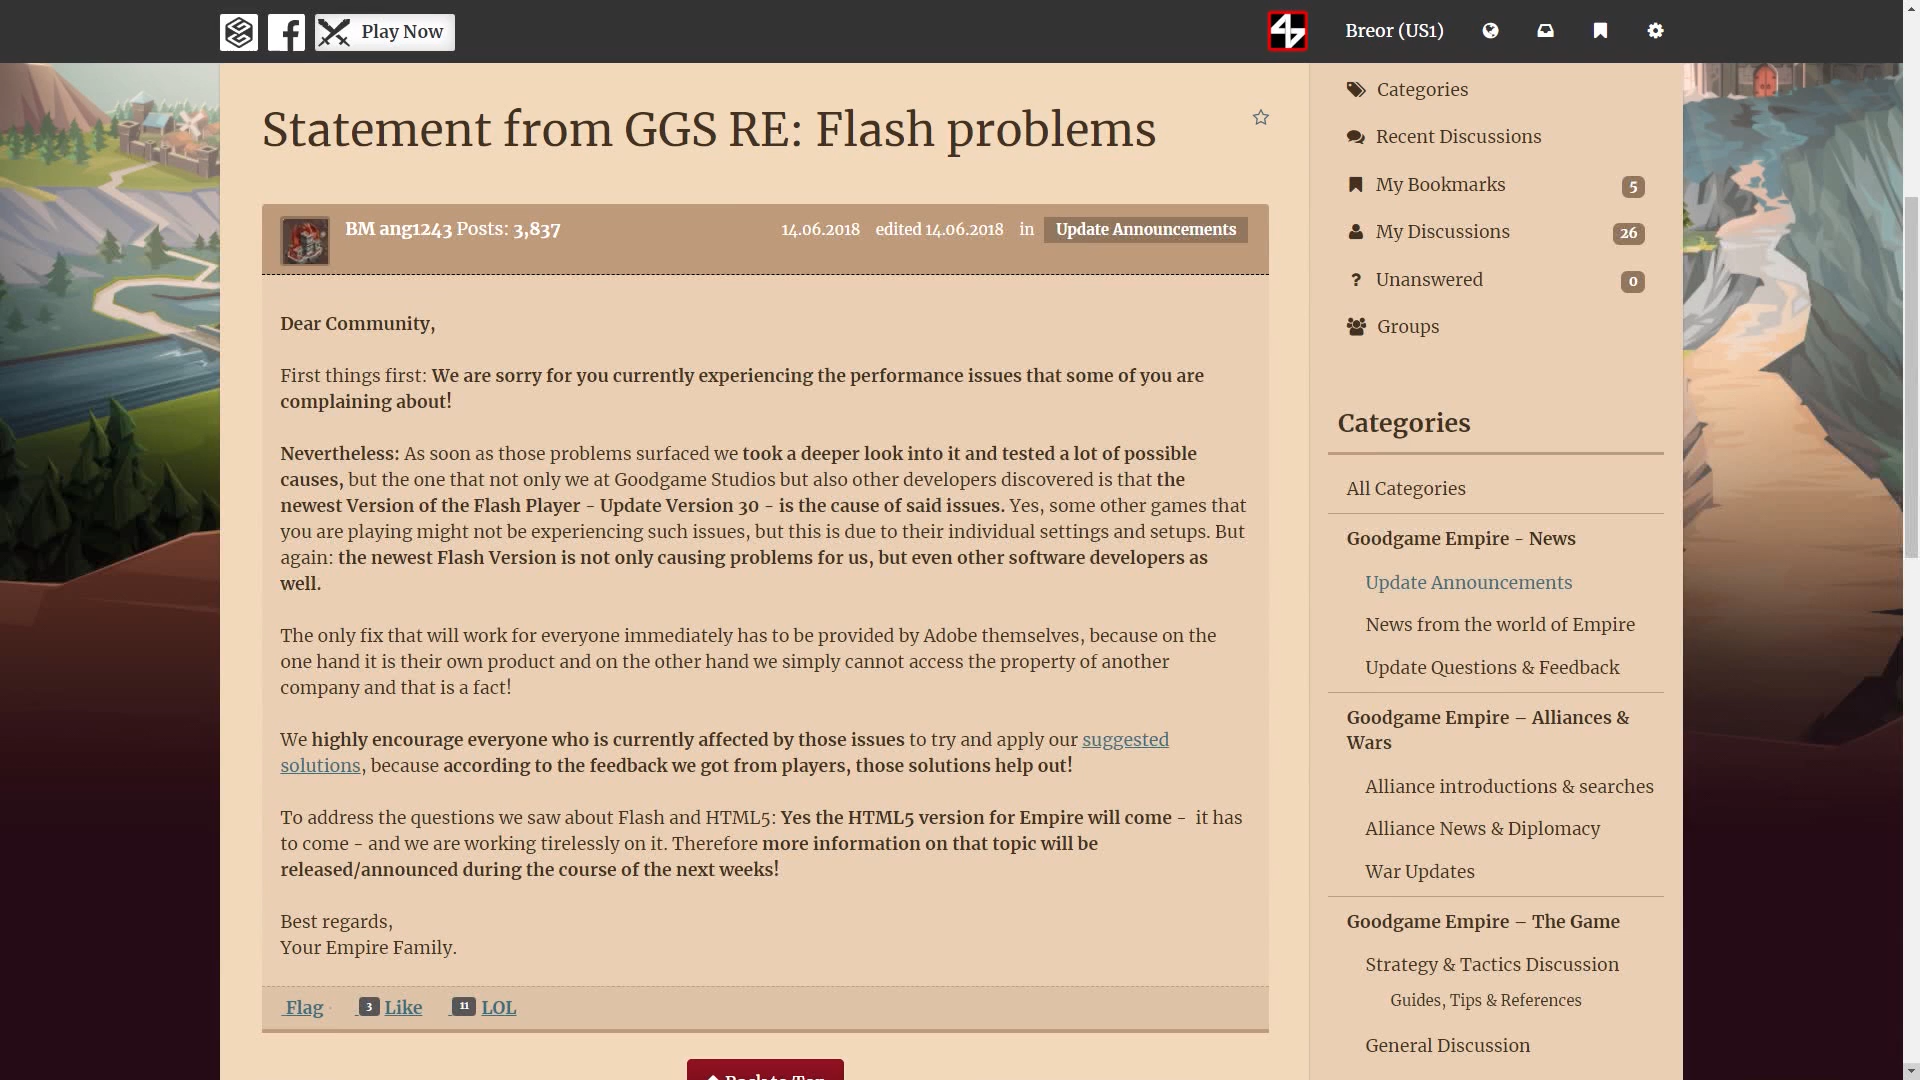 Play Now
Breor (US1)
Statement from GGS RE: Flash problems
BM ang1243 Posts: 3,837
14.06.2018 edited 14.06.2018 in Update Announcements
Dear Community,
First things first: We are sorry for you currently experiencing the performance issues that some of you are
complaining about!
Nevertheless: As soon as those problems surfaced we took a deeper look into it and tested a lot of possible
causes, but the one that not only we at Goodgame Studios but also other developers discovered is that the
newest Version of the Flash Player - Update Version 30 - is the cause of said issues. Yes, some other games that
you are playing might not be experiencing such issues, but this is due to their individual settings and setups. But
again: the newest Flash Version is not only causing problems for us, but even other software developers as
well.
The only fix that will work for everyone immediately has to be provided by Adobe themselves, because on the
one hand it is their own product and on the other hand we simply cannot access the property of another
company and that is a fact!
We highly encourage everyone who is currently affected by those issues to try and apply our suggested
solutions, because according to the feedback we got from players, those solutions help out!
To address the questions we saw about Flash and HTML5: Yes the HTML5 version for Empire will come - it has
to come - and we are working tirelessly on it. Therefore more information on that topic will be
released/announced during the course of the next weeks!
Best regards,
Your Empire Family.
Flag · 3 Like 11 LOL
Back to Top
Categories
Recent Discussions
My Bookmarks 5
My Discussions 26
? Unanswered 0
Groups
Categories
All Categories
Goodgame Empire - News
Update Announcements
News from the world of Empire
Update Questions & Feedback
Goodgame Empire – Alliances &
Wars
Alliance introductions & searches
Alliance News & Diplomacy
War Updates
Goodgame Empire – The Game
Strategy & Tactics Discussion
Guides, Tips & References
General Discussion